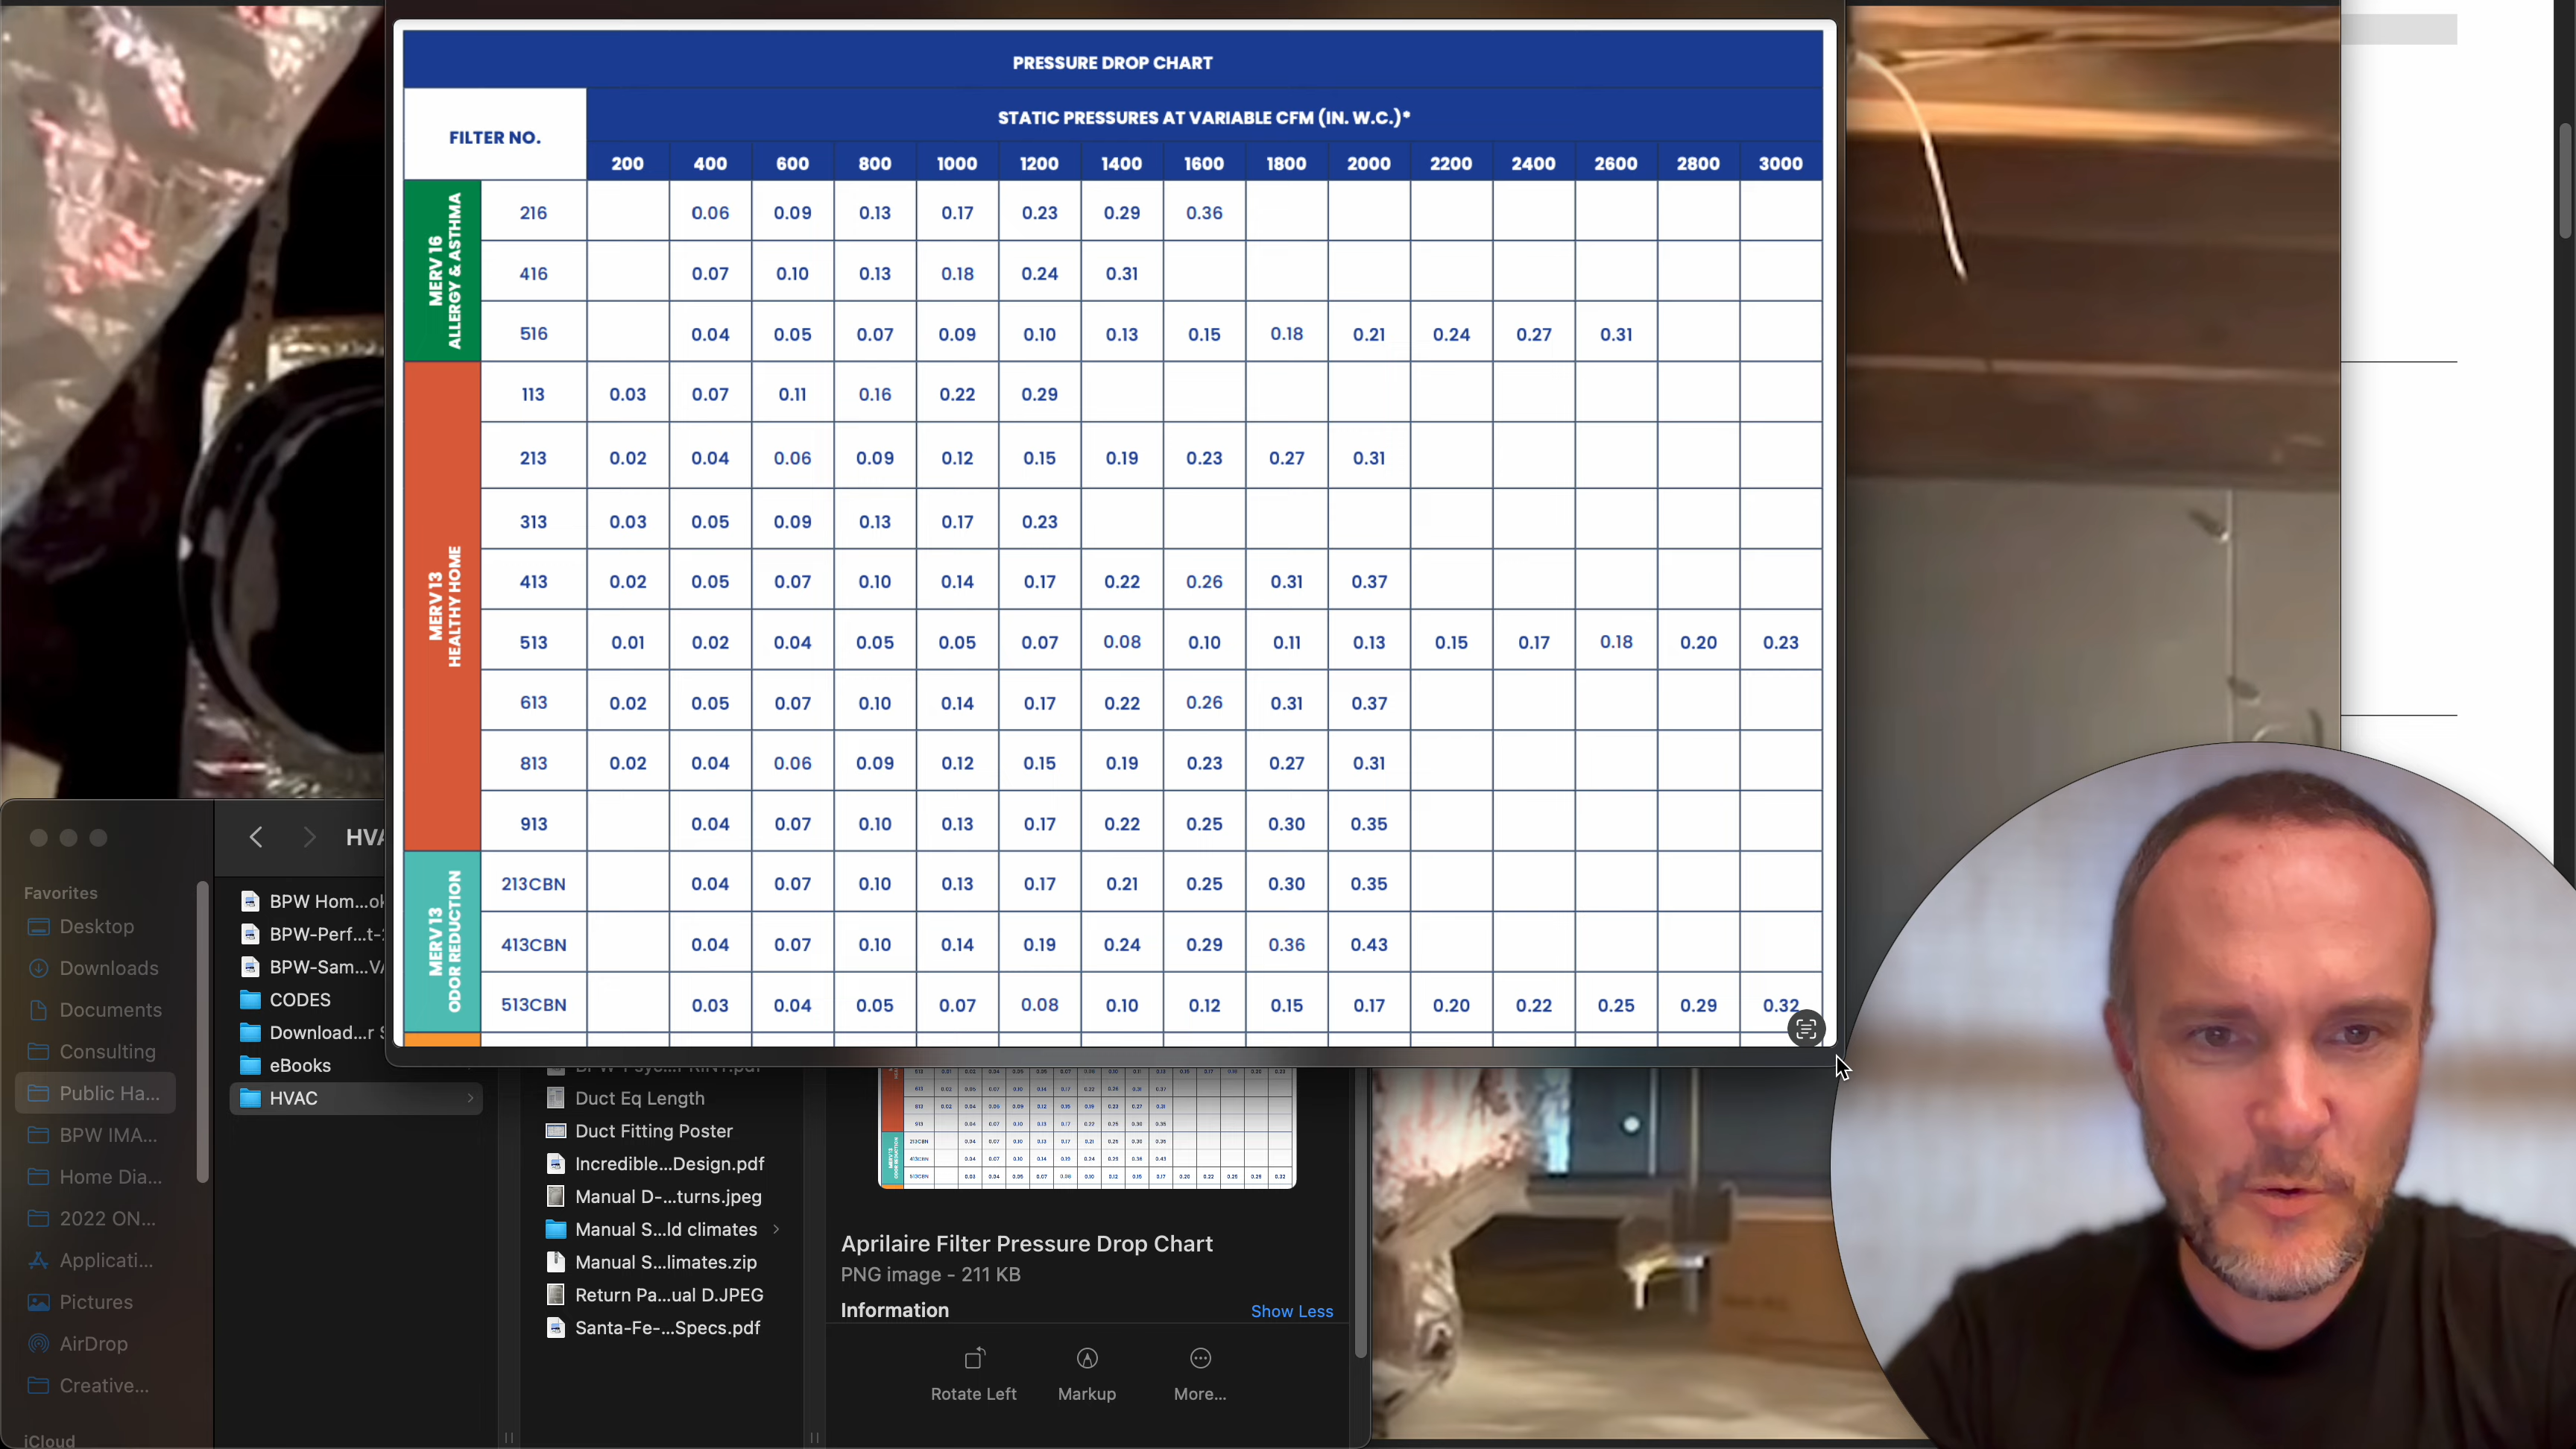 PRESSURE DROP CHART
FILTER NO.
STATIC PRESSURES AT VARIABLE CFM (IN. W.C.)*
200 400 600 800 1000 1200 1400 1600 1800 2000 2200 2400 2600 2800 3000
MERV 16
ALLERGY & ASTHMA
216 0.06 0.09 0.13 0.17 0.23 0.29 0.36
416 0.07 0.10 0.13 0.18 0.24 0.31
516 0.04 0.05 0.07 0.09 0.10 0.13 0.15 0.18 0.21 0.24 0.27 0.31
MERV 13
HEALTHY HOME
113 0.03 0.07 0.11 0.16 0.22 0.29
213 0.02 0.04 0.06 0.09 0.12 0.15 0.19 0.23 0.27 0.31
313 0.03 0.05 0.09 0.13 0.17 0.23
413 0.02 0.05 0.07 0.10 0.14 0.17 0.22 0.26 0.31 0.37
513 0.01 0.02 0.04 0.05 0.05 0.07 0.08 0.10 0.11 0.13 0.15 0.17 0.18 0.20 0.23
613 0.02 0.05 0.07 0.10 0.14 0.17 0.22 0.26 0.31 0.37
813 0.02 0.04 0.06 0.09 0.12 0.15 0.19 0.23 0.27 0.31
913 0.04 0.07 0.10 0.13 0.17 0.22 0.25 0.30 0.35
MERV 13
ODOR REDUCTION
213CBN 0.04 0.07 0.10 0.13 0.17 0.21 0.25 0.30 0.35
413CBN 0.04 0.07 0.10 0.14 0.19 0.24 0.29 0.36 0.43
513CBN 0.03 0.04 0.05 0.07 0.08 0.10 0.12 0.15 0.17 0.20 0.22 0.25 0.29 0.32
HVA
Favorites
Desktop
Downloads
Documents
Consulting
Public Ha...
BPW IMA...
Home Dia...
2022 ON...
Applicati...
Pictures
AirDrop
Creative...
iCloud
BPW Hom...ok
BPW-Perf...t-
BPW-Sam...VA
CODES
Download...r S
eBooks
HVAC
Duct Eq Length
Duct Fitting Poster
Incredible...Design.pdf
Manual D-...turns.jpeg
Manual S...ld climates
Manual S...limates.zip
Return Pa...ual D.JPEG
Santa-Fe-...Specs.pdf
Aprilaire Filter Pressure Drop Chart
PNG image - 211 KB
Information
Show Less
Rotate Left
Markup
More...